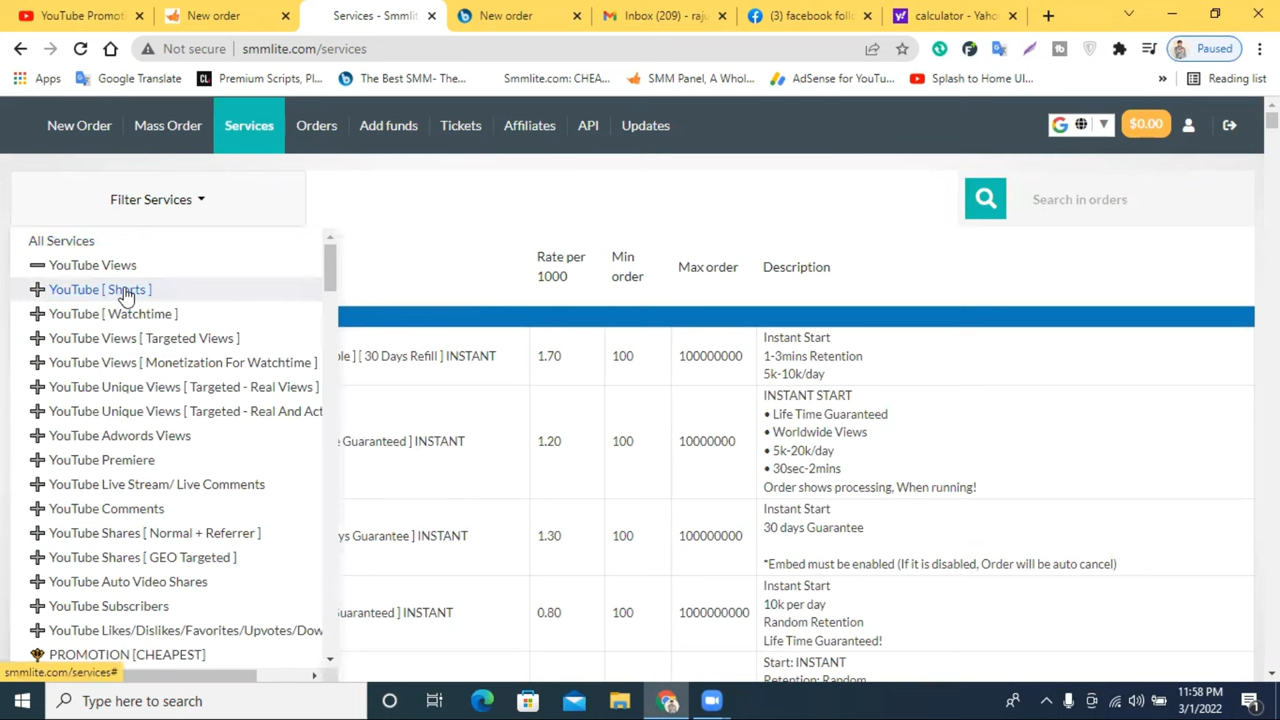 YouTube Promot
New order
Services - Smmlite
New order
Inbox (209) - raju
(3) facebook foll
calculator - Yaho
Not secure
smmlite.com/services
Paused
Apps
Google Translate
Premium Scripts, Pl...
The Best SMM- The...
Smmlite.com: CHEA...
SMM Panel, A Whol...
AdSense for YouTu...
Splash to Home UI...
»
Reading list
New Order
Mass Order
Services
Orders
Add funds
Tickets
Affiliates
API
Updates
$0.00
Filter Services
Search in orders
Rate per 1000
Min order
Max order
Description
All Services
YouTube Views
YouTube [ Shorts ]
YouTube [ Watchtime ]
YouTube Views [ Targeted Views ]
YouTube Views [ Monetization For Watchtime ]
YouTube Unique Views [ Targeted - Real Views ]
YouTube Unique Views [ Targeted - Real And Act
YouTube Adwords Views
YouTube Premiere
YouTube Live Stream/ Live Comments
YouTube Comments
YouTube Shares [ Normal + Referrer ]
YouTube Shares [ GEO Targeted ]
YouTube Auto Video Shares
YouTube Subscribers
YouTube Likes/Dislikes/Favorites/Upvotes/Dow
PROMOTION [CHEAPEST]
ble ] [ 30 Days Refill ] INSTANT
1.70
100
100000000
Instant Start
1-3mins Retention
5k-10k/day
e Guaranteed ] INSTANT
1.20
100
10000000
INSTANT START
• Life Time Guaranteed
• Worldwide Views
• 5k-20k/day
• 30sec-2mins
Order shows processing, When running!
ys Guarantee ] INSTANT
1.30
100
100000000
Instant Start
30 days Guarantee
*Embed must be enabled (If it is disabled, Order will be auto cancel)
Guaranteed ] INSTANT
0.80
100
1000000000
Instant Start
10k per day
Random Retention
Life Time Guaranteed!
Start: INSTANT
Retention: Random
smmlite.com/services#
Type here to search
11:58 PM
3/1/2022
1